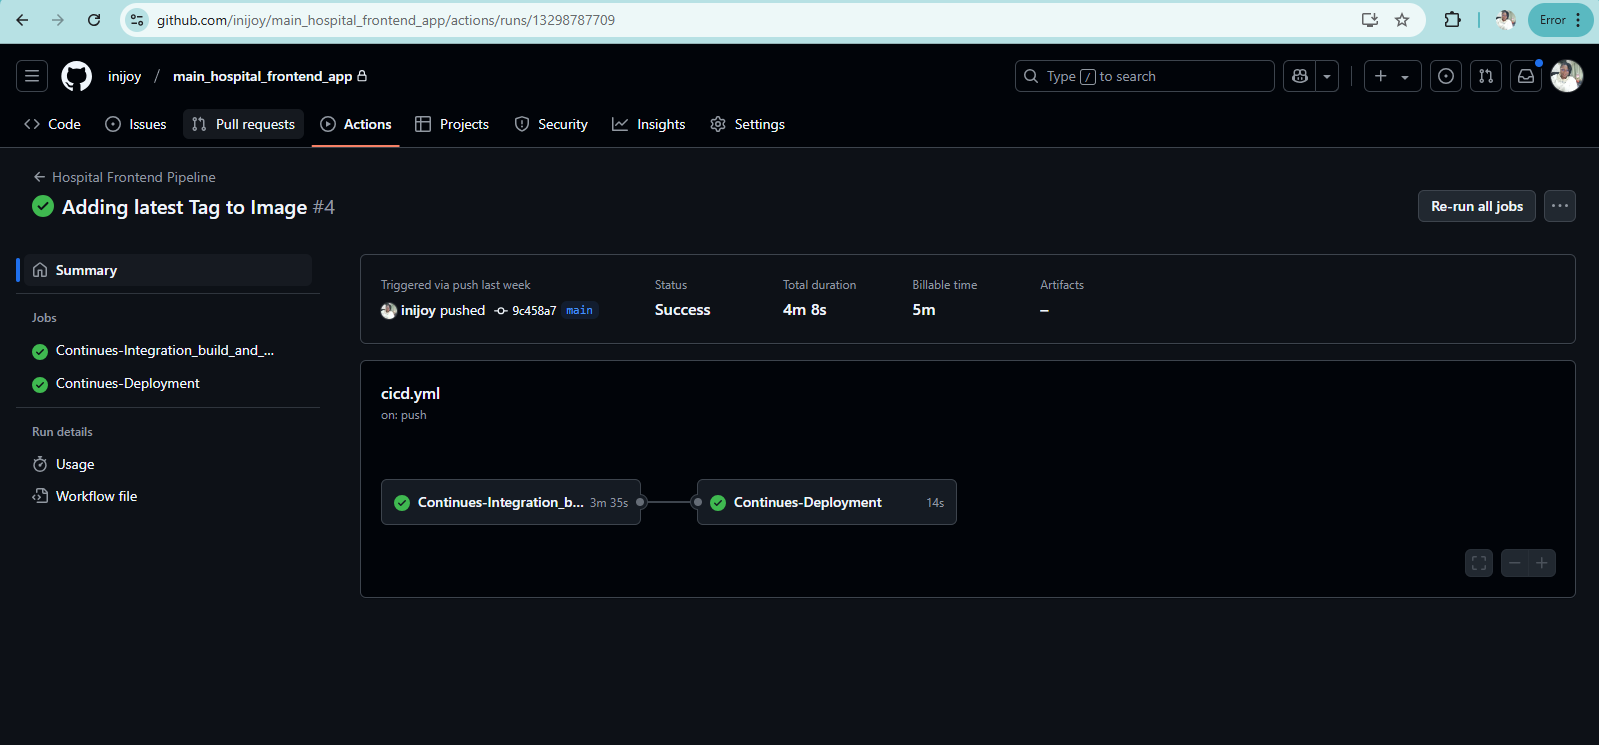 github.com/inijoy/main_hospital_frontend_app/actions/runs/13298787709
Error
inijoy / main_hospital_frontend_app
Type / to search
Code Issues Pull requests Actions Projects Security Insights Settings
Hospital Frontend Pipeline
Adding latest Tag to Image #4
Re-run all jobs
Summary
Jobs
Continues-Integration_build_and_...
Continues-Deployment
Run details
Usage
Workflow file
Triggered via push last week Status Total duration Billable time Artifacts
inijoy pushed 9c458a7 main Success 4m 8s 5m –
cicd.yml
on: push
Continues-Integration_b... 3m 35s Continues-Deployment 14s